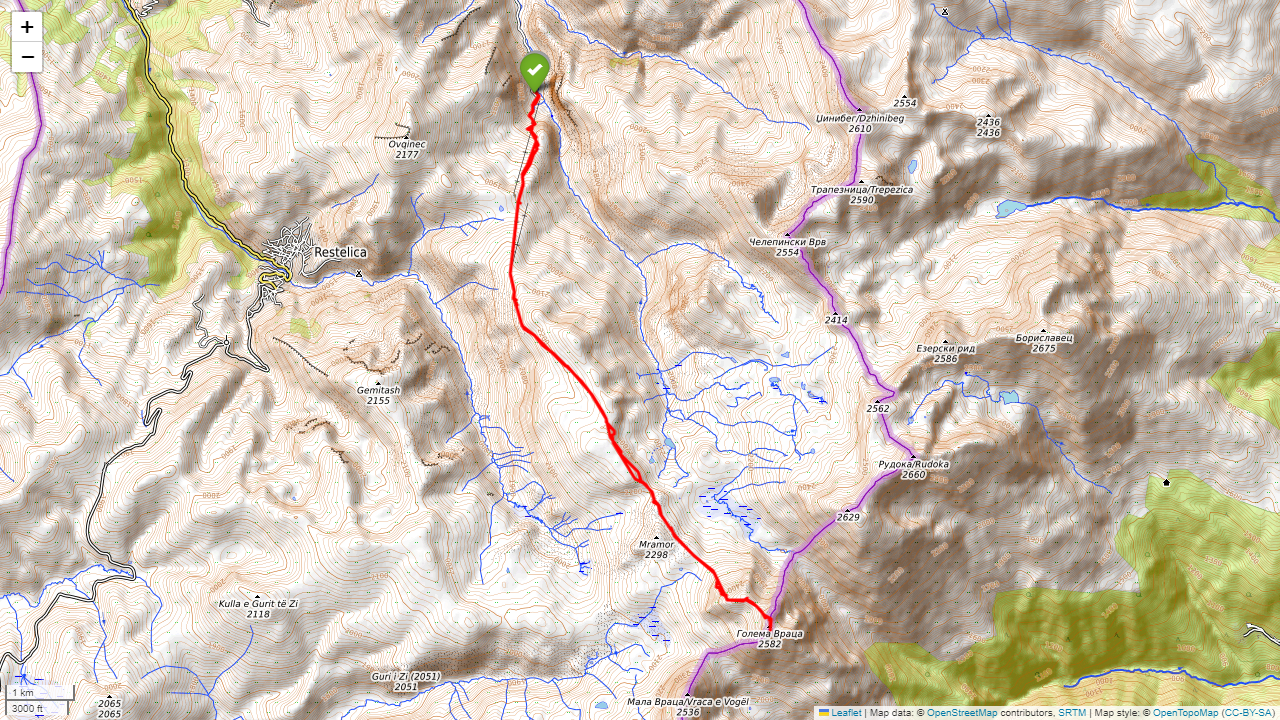 +
−
2554
Џинибег/Dzhinibeg
2610
2436
2436
Ovqinec
2177
Трапезница/Trepezica
2590
Челепински Врв
2554
Restelica
2414
Езерски рид
2586
Бориславец
2675
Gemitash
2155
2562
Рудока/Rudoka
2660
2629
Mramor
2298
Kulla e Gurit të Zi
2118
Голема Враца
2582
Guri i Zi (2051)
2051
Мала Враца/Vraca e Vogël
2536
2065
2065
1 km
3000 ft
Leaflet | Map data: © OpenStreetMap contributors, SRTM | Map style: © OpenTopoMap (CC-BY-SA)